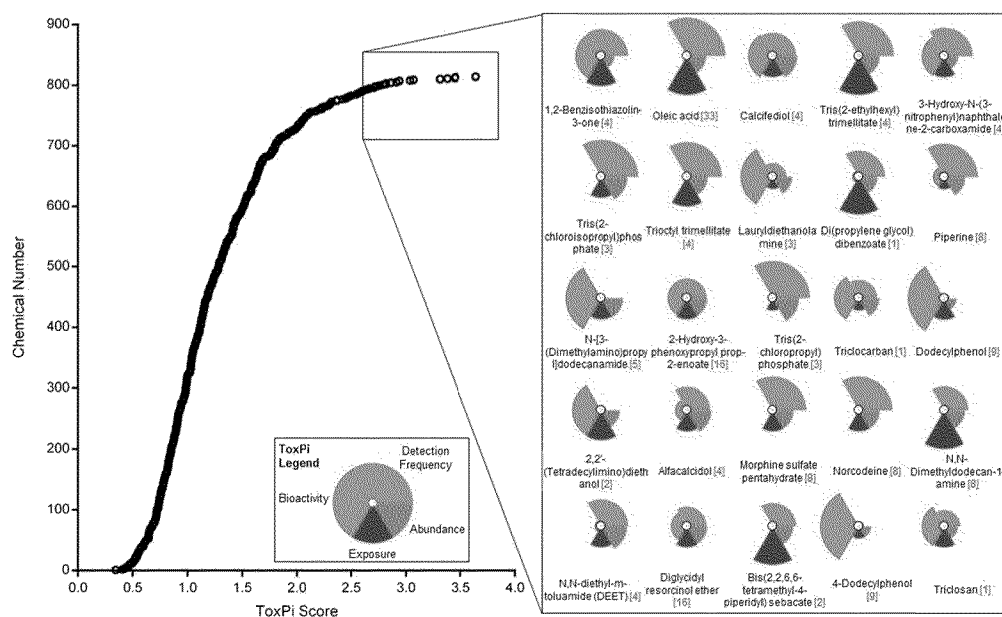 900
800
700
600
500
400
300
200
100
0
Chemical Number
0.0
0.5
1.0
1.5
2.0
2.5
3.0
3.5
4.0
ToxPi Score
ToxPi
Legend
Detection
Frequency
Bioactivity
Abundance
Exposure
1,2-Benzisothiazolin-
3-one [4]
Oleic acid [33]
Calcifediol [4]
Tris(2-ethylhexyl)
trimellitate [4]
3-Hydroxy-N-(3-
nitrophenyl)naphthale
ne-2-carboxamide [4
Tris(2-
chloroisopropyl)phos
phate [3]
Trioctyl trimellitate
[4]
Lauryldiethanola
mine [3]
Di(propylene glycol)
dibenzoate [1]
Piperine [8]
N-[3-
(Dimethylamino)propy
l]dodecanamide [5]
2-Hydroxy-3-
phenoxypropyl prop-
2-enoate [16]
Tris(2-
chloropropyl)
phosphate [3]
Triclocarban [1]
Dodecylphenol [9]
2,2'-
(Tetradecylimino)dieth
anol [2]
Alfacalcidol [4]
Morphine sulfate
pentahydrate [8]
Norcodeine [8]
N,N-
Dimethyldodecan-1-
amine [8]
N,N-diethyl-m-
toluamide (DEET) [4]
Diglycidyl
resorcinol ether
[16]
Bis(2,2,6,6-
tetramethyl-4-
piperidyl) sebacate [2]
4-Dodecylphenol
[9]
Triclosan [1]